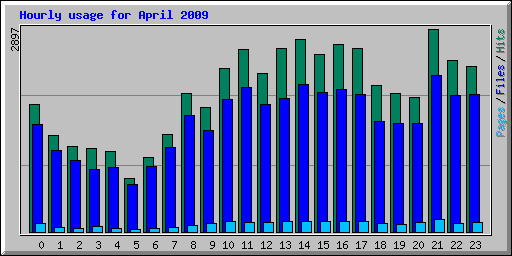 Hourly usage for April 2009
2897
Pages / Files / Hits
0 1 2 3 4 5 6 7 8 9 10 11 12 13 14 15 16 17 18 19 20 21 22 23